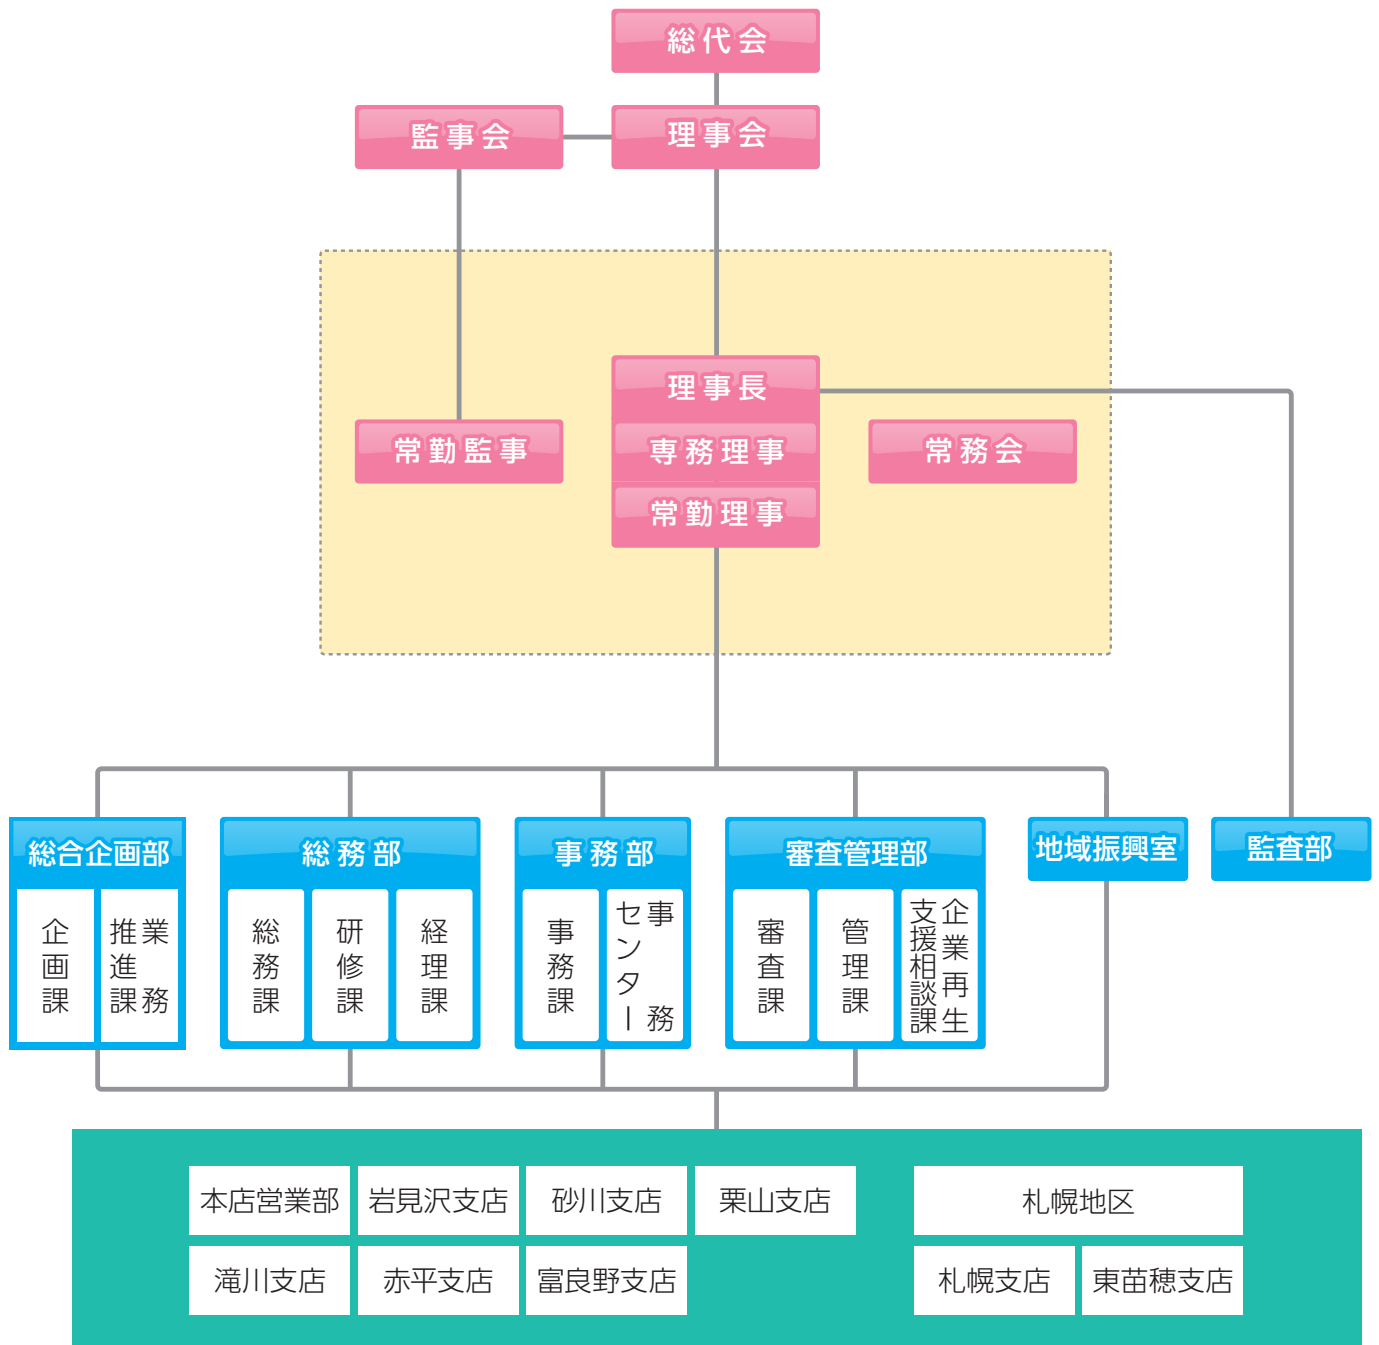 総代会
監事会
理事会
理事長
常勤監事
専務理事
常務会
常勤理事
総合企画部
総務部
事務部
審査管理部
地域振興室
監査部
企画課
業務
推進課
総務課
研修課
経理課
事務課
事務
センター
審査課
管理課
企業再生
支援相談課
本店営業部
岩見沢支店
砂川支店
栗山支店
札幌地区
滝川支店
赤平支店
富良野支店
札幌支店
東苗穂支店